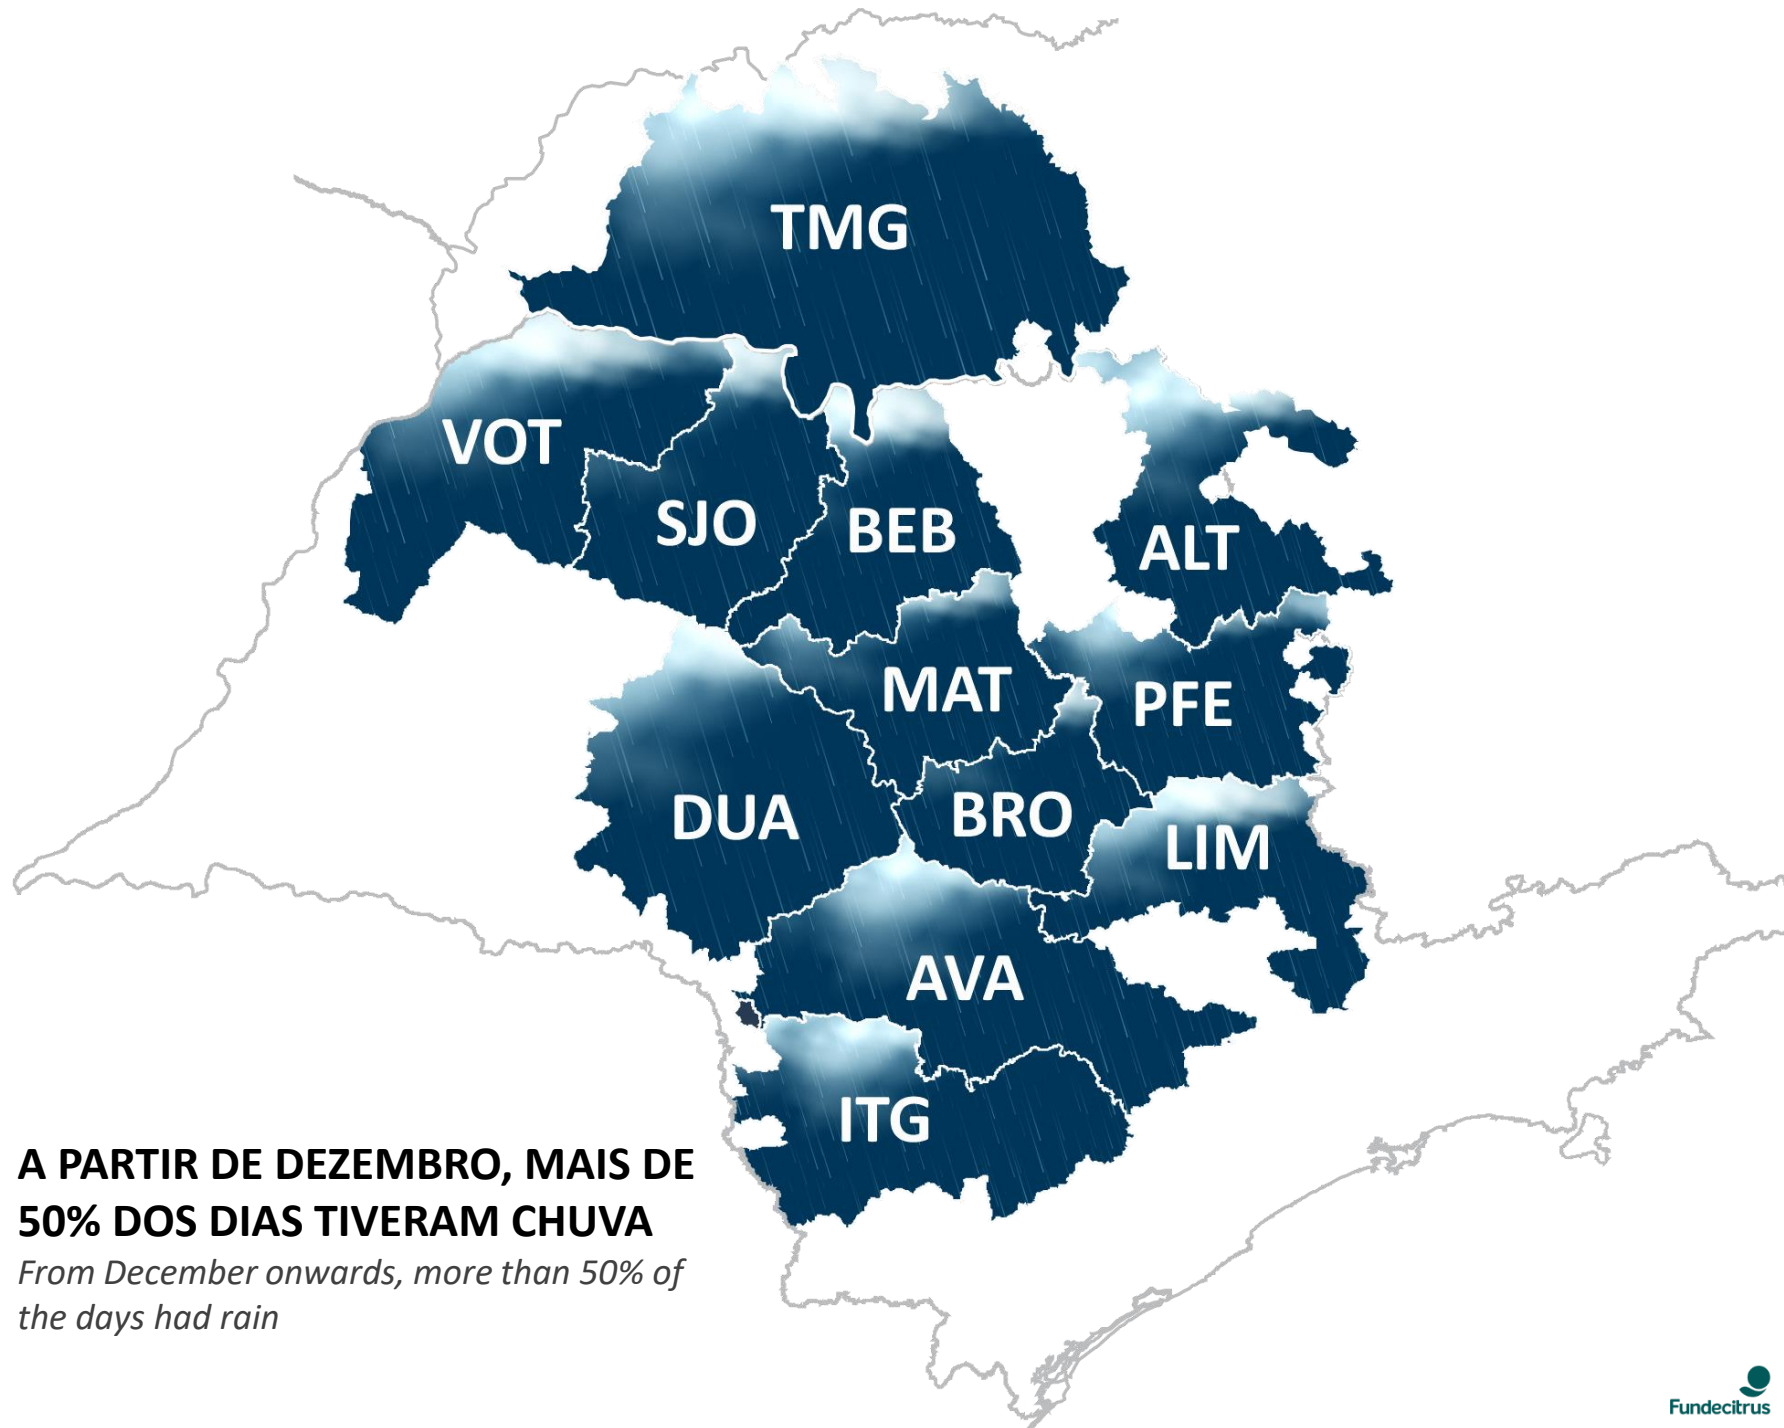 TMG
VOT
SJO
BEB
ALT
MAT
PFE
DUA
BRO
LIM
AVA
ITG
A PARTIR DE DEZEMBRO, MAIS DE
50% DOS DIAS TIVERAM CHUVA
From December onwards, more than 50% of
the days had rain
Fundecitrus